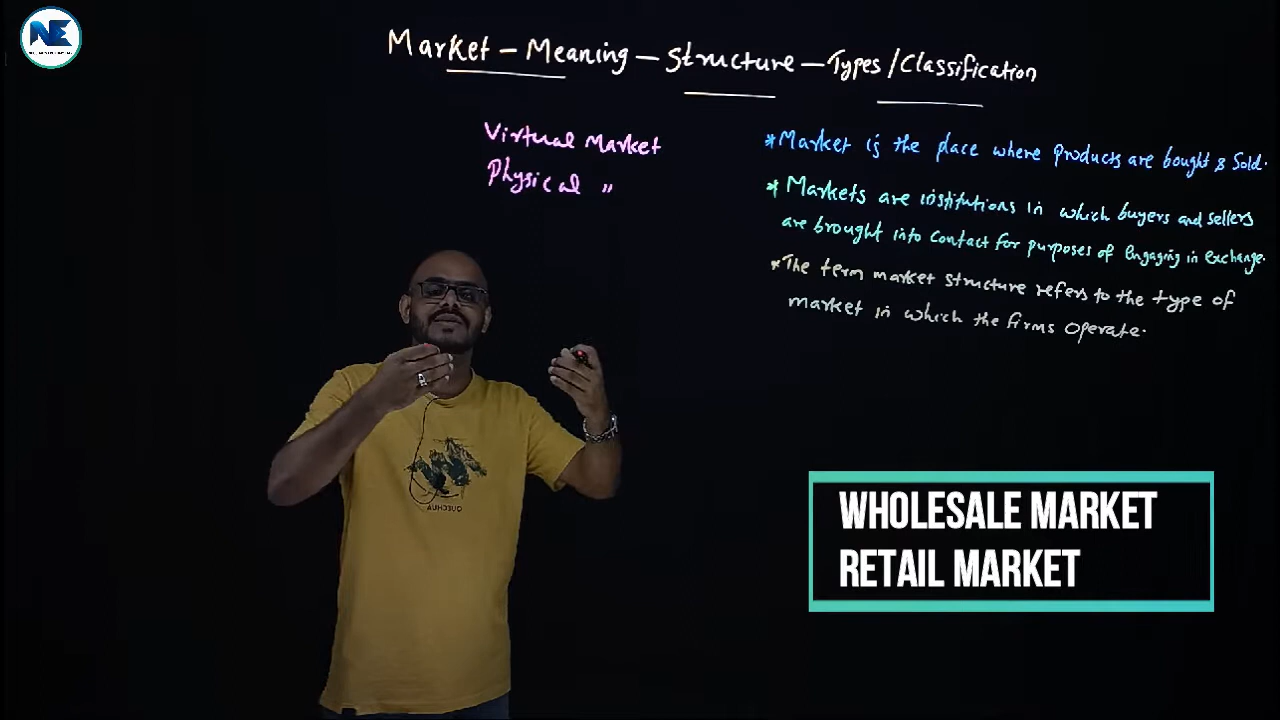 NE
Market - Meaning - Structure - Types / Classification
Virtual Market
Physical "
* Market is the place where products are bought & sold.
* Markets are institutions in which buyers and sellers
are brought into contact for purposes of engaging in exchange.
* The term market structure refers to the type of
market in which the firms operate.
WHOLESALE MARKET
RETAIL MARKET